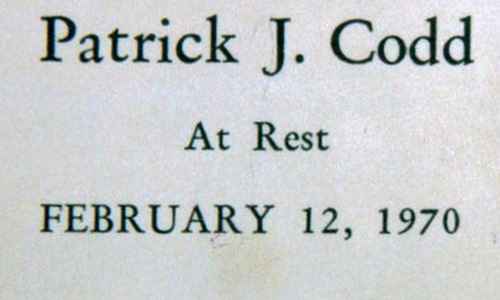 Patrick J. Codd
At Rest
FEBRUARY 12, 1970